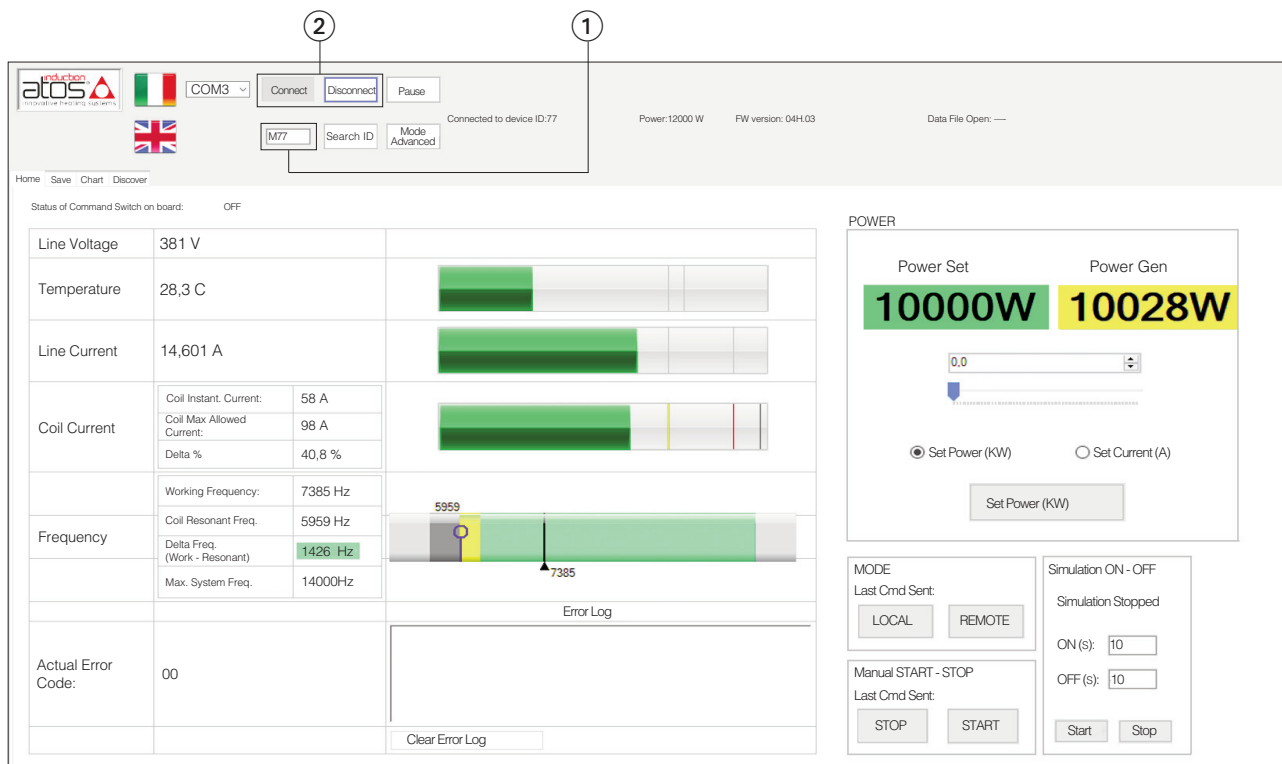 2
1
induction
atos
innovative heating systems
COM3
Connect
Disconnect
Pause
M77
Search ID
Mode
Advanced
Connected to device ID:77
Power:12000 W
FW version: 04H.03
Data File Open: ----
Home
Save
Chart
Discover
Status of Command Switch on board:
OFF
Line Voltage
381 V
Temperature
28,3 C
Line Current
14,601 A
Coil Current
Coil Instant. Current:
58 A
Coil Max Allowed
Current:
98 A
Delta %
40,8 %
Frequency
Working Frequency:
7385 Hz
Coil Resonant Freq.
5959 Hz
Delta Freq.
(Work - Resonant)
1426 Hz
Max. System Freq.
14000Hz
5959
7385
Error Log
Actual Error
Code:
00
Clear Error Log
POWER
Power Set
Power Gen
10000W
10028W
0,0
Set Power (KW)
Set Current (A)
Set Power (KW)
MODE
Last Cmd Sent:
LOCAL
REMOTE
Manual START - STOP
Last Cmd Sent:
STOP
START
Simulation ON - OFF
Simulation Stopped
ON (s):
10
OFF (s):
10
Start
Stop